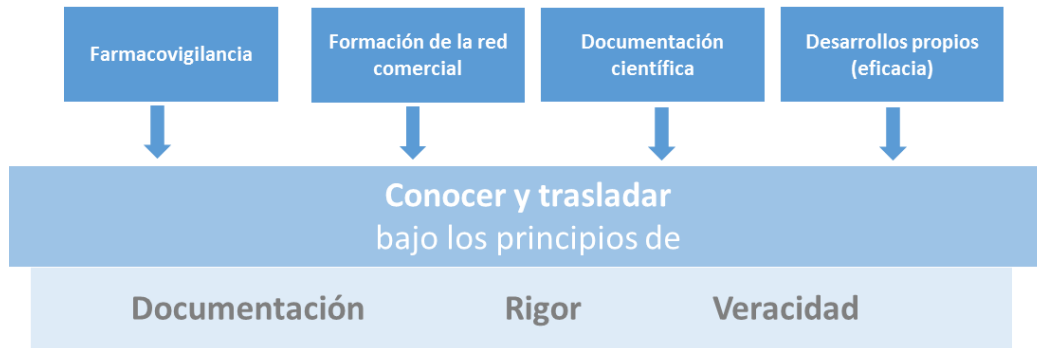 Farmacovigilancia
Formación de la red
comercial
Documentación
científica
Desarrollos propios
(eficacia)
Conocer y trasladar
bajo los principios de
Documentación Rigor Veracidad